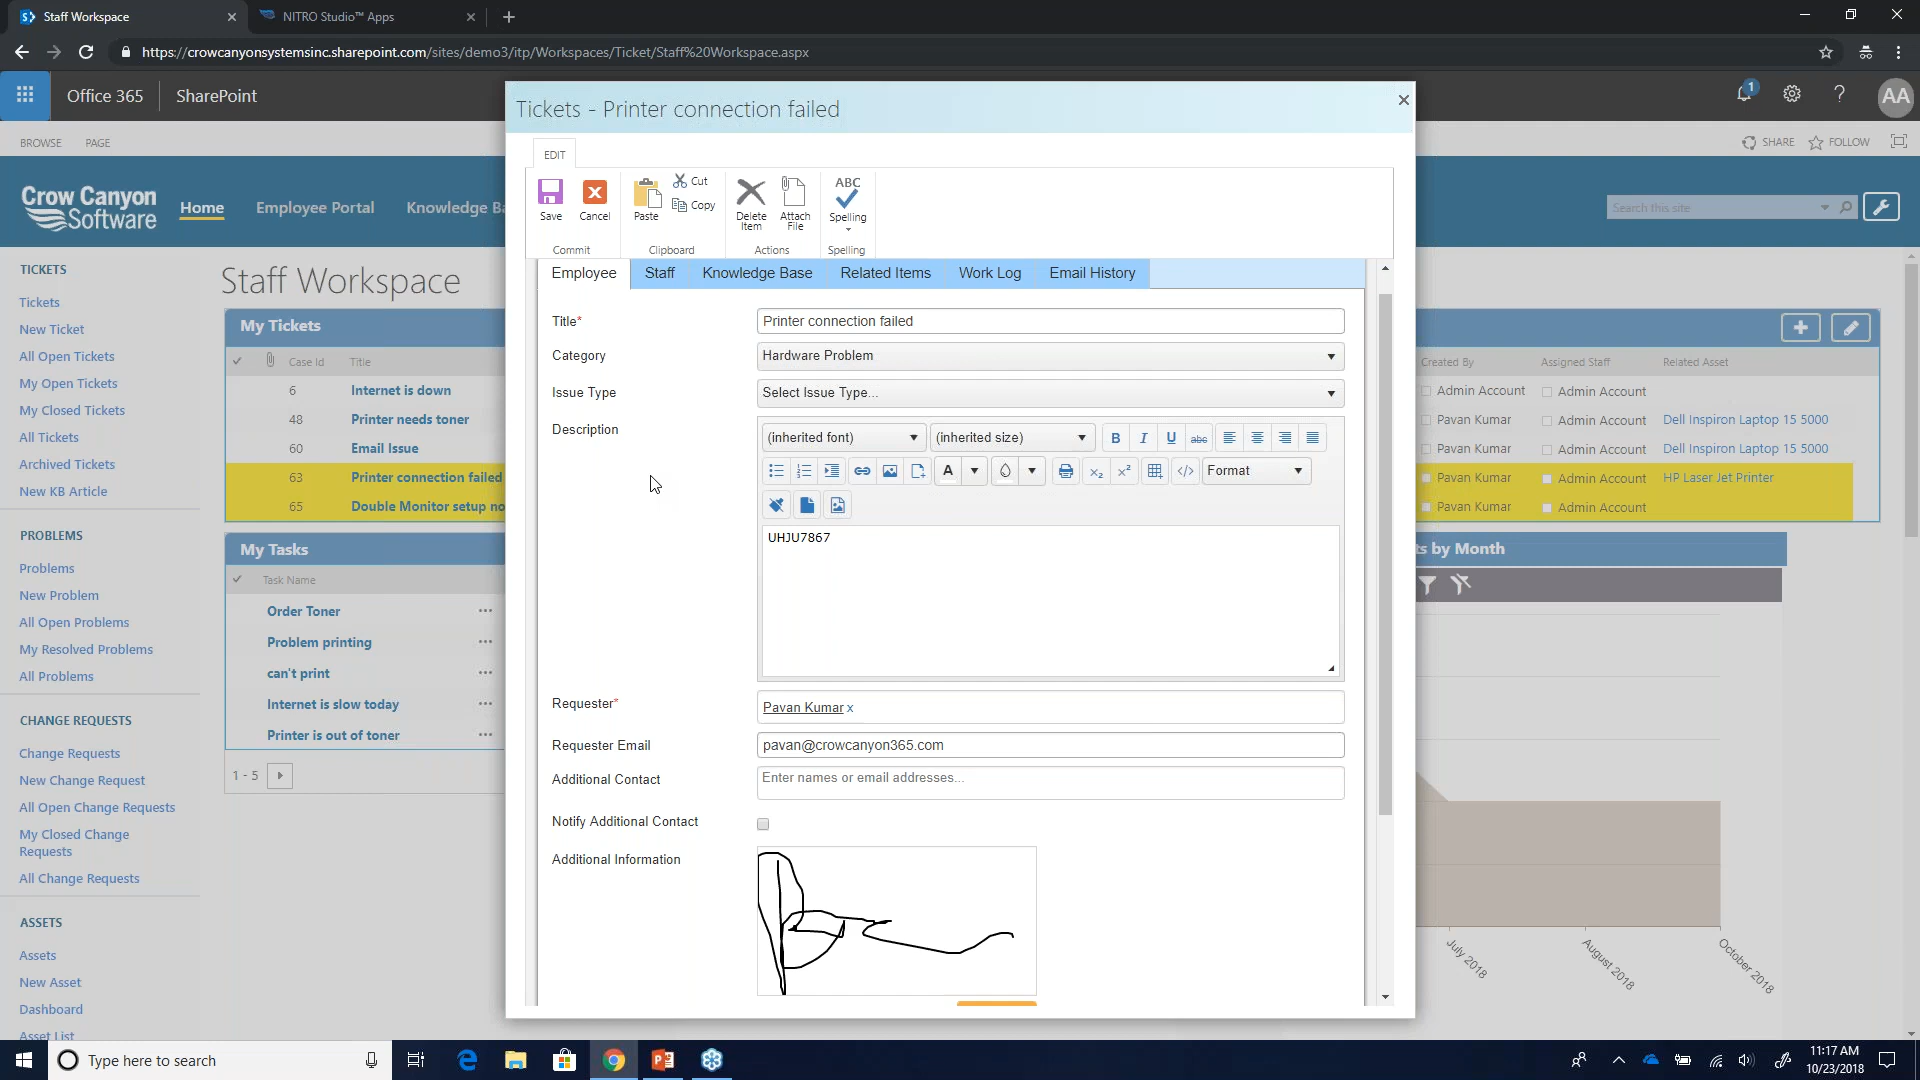 Staff Workspace
NITRO Studio™ Apps
https://crowcanyonsystemsinc.sharepoint.com/sites/demo3/itp/Workspaces/Ticket/Staff%20Workspace.aspx
Office 365
SharePoint
1
?
AA
BROWSE
PAGE
SHARE
FOLLOW
Crow Canyon
Software
Home
Employee Portal
Knowledge Ba
Search this site
TICKETS
Tickets
New Ticket
All Open Tickets
My Open Tickets
My Closed Tickets
All Tickets
Archived Tickets
New KB Article
PROBLEMS
Problems
New Problem
All Open Problems
My Resolved Problems
All Problems
CHANGE REQUESTS
Change Requests
New Change Request
All Open Change Requests
My Closed Change
Requests
All Change Requests
ASSETS
Assets
New Asset
Dashboard
Asset List
Staff Workspace
My Tickets
Case Id
Title
6
Internet is down
48
Printer needs toner
60
Email Issue
63
Printer connection failed
65
Double Monitor setup no
My Tasks
Task Name
Order Toner
Problem printing
can't print
Internet is slow today
Printer is out of toner
1 - 5
Tickets - Printer connection failed
EDIT
Save
Cancel
Commit
Paste
Cut
Copy
Clipboard
Delete
Item
Attach
File
Actions
ABC
Spelling
Spelling
Employee
Staff
Knowledge Base
Related Items
Work Log
Email History
Title*
Printer connection failed
Category
Hardware Problem
Issue Type
Select Issue Type...
Description
(inherited font)
(inherited size)
B
I
U
abc
A
Format
UHJU7867
Requester*
Pavan Kumar x
Requester Email
pavan@crowcanyon365.com
Additional Contact
Enter names or email addresses...
Notify Additional Contact
Additional Information
Created By
Assigned Staff
Related Asset
Admin Account
Admin Account
Pavan Kumar
Admin Account
Dell Inspiron Laptop 15 5000
Pavan Kumar
Admin Account
Dell Inspiron Laptop 15 5000
Pavan Kumar
Admin Account
HP Laser Jet Printer
Pavan Kumar
Admin Account
ts by Month
July 2018
August 2018
October 2018
Type here to search
11:17 AM
10/23/2018